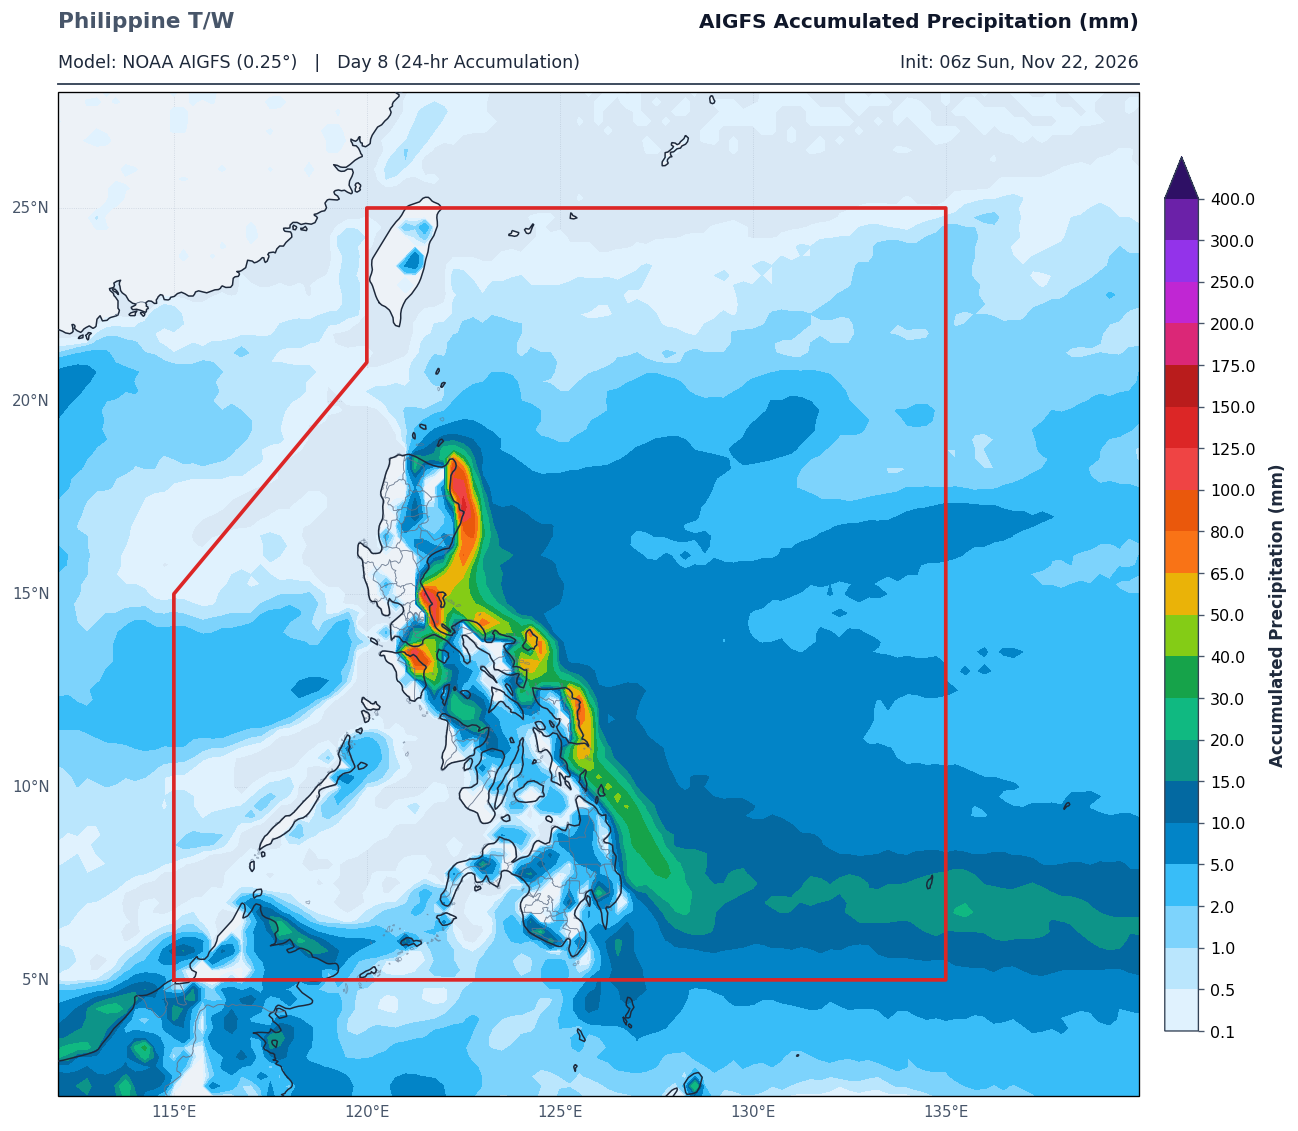 Philippine T/W
AIGFS Accumulated Precipitation (mm)
Model: NOAA AIGFS (0.25°) | Day 8 (24-hr Accumulation)
Init: 06z Sun, Nov 22, 2026
25°N
20°N
15°N
10°N
5°N
115°E
120°E
125°E
130°E
135°E
400.0
300.0
250.0
200.0
175.0
150.0
125.0
100.0
80.0
65.0
50.0
40.0
30.0
20.0
15.0
10.0
5.0
2.0
1.0
0.5
0.1
Accumulated Precipitation (mm)